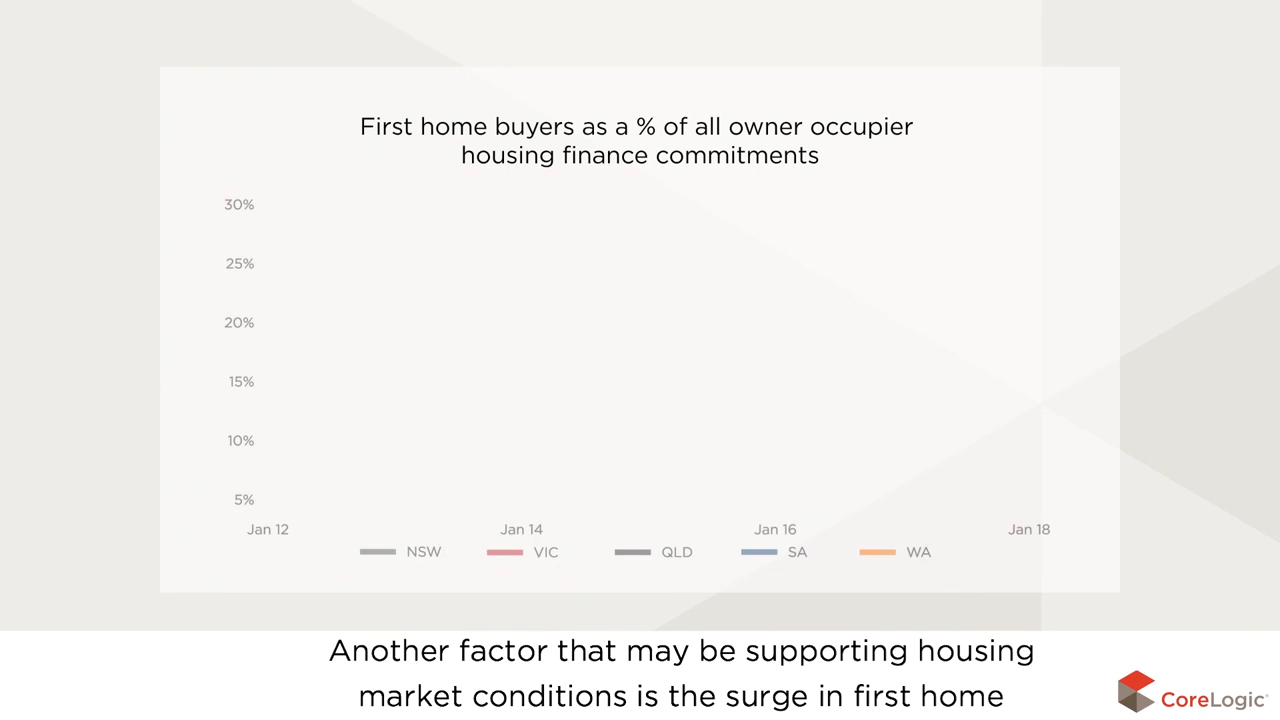 First home buyers as a % of all owner occupier
housing finance commitments
30%
25%
20%
15%
10%
5%
Jan 12 Jan 14 Jan 16 Jan 18
NSW VIC QLD SA WA
Another factor that may be supporting housing
market conditions is the surge in first home
CoreLogic